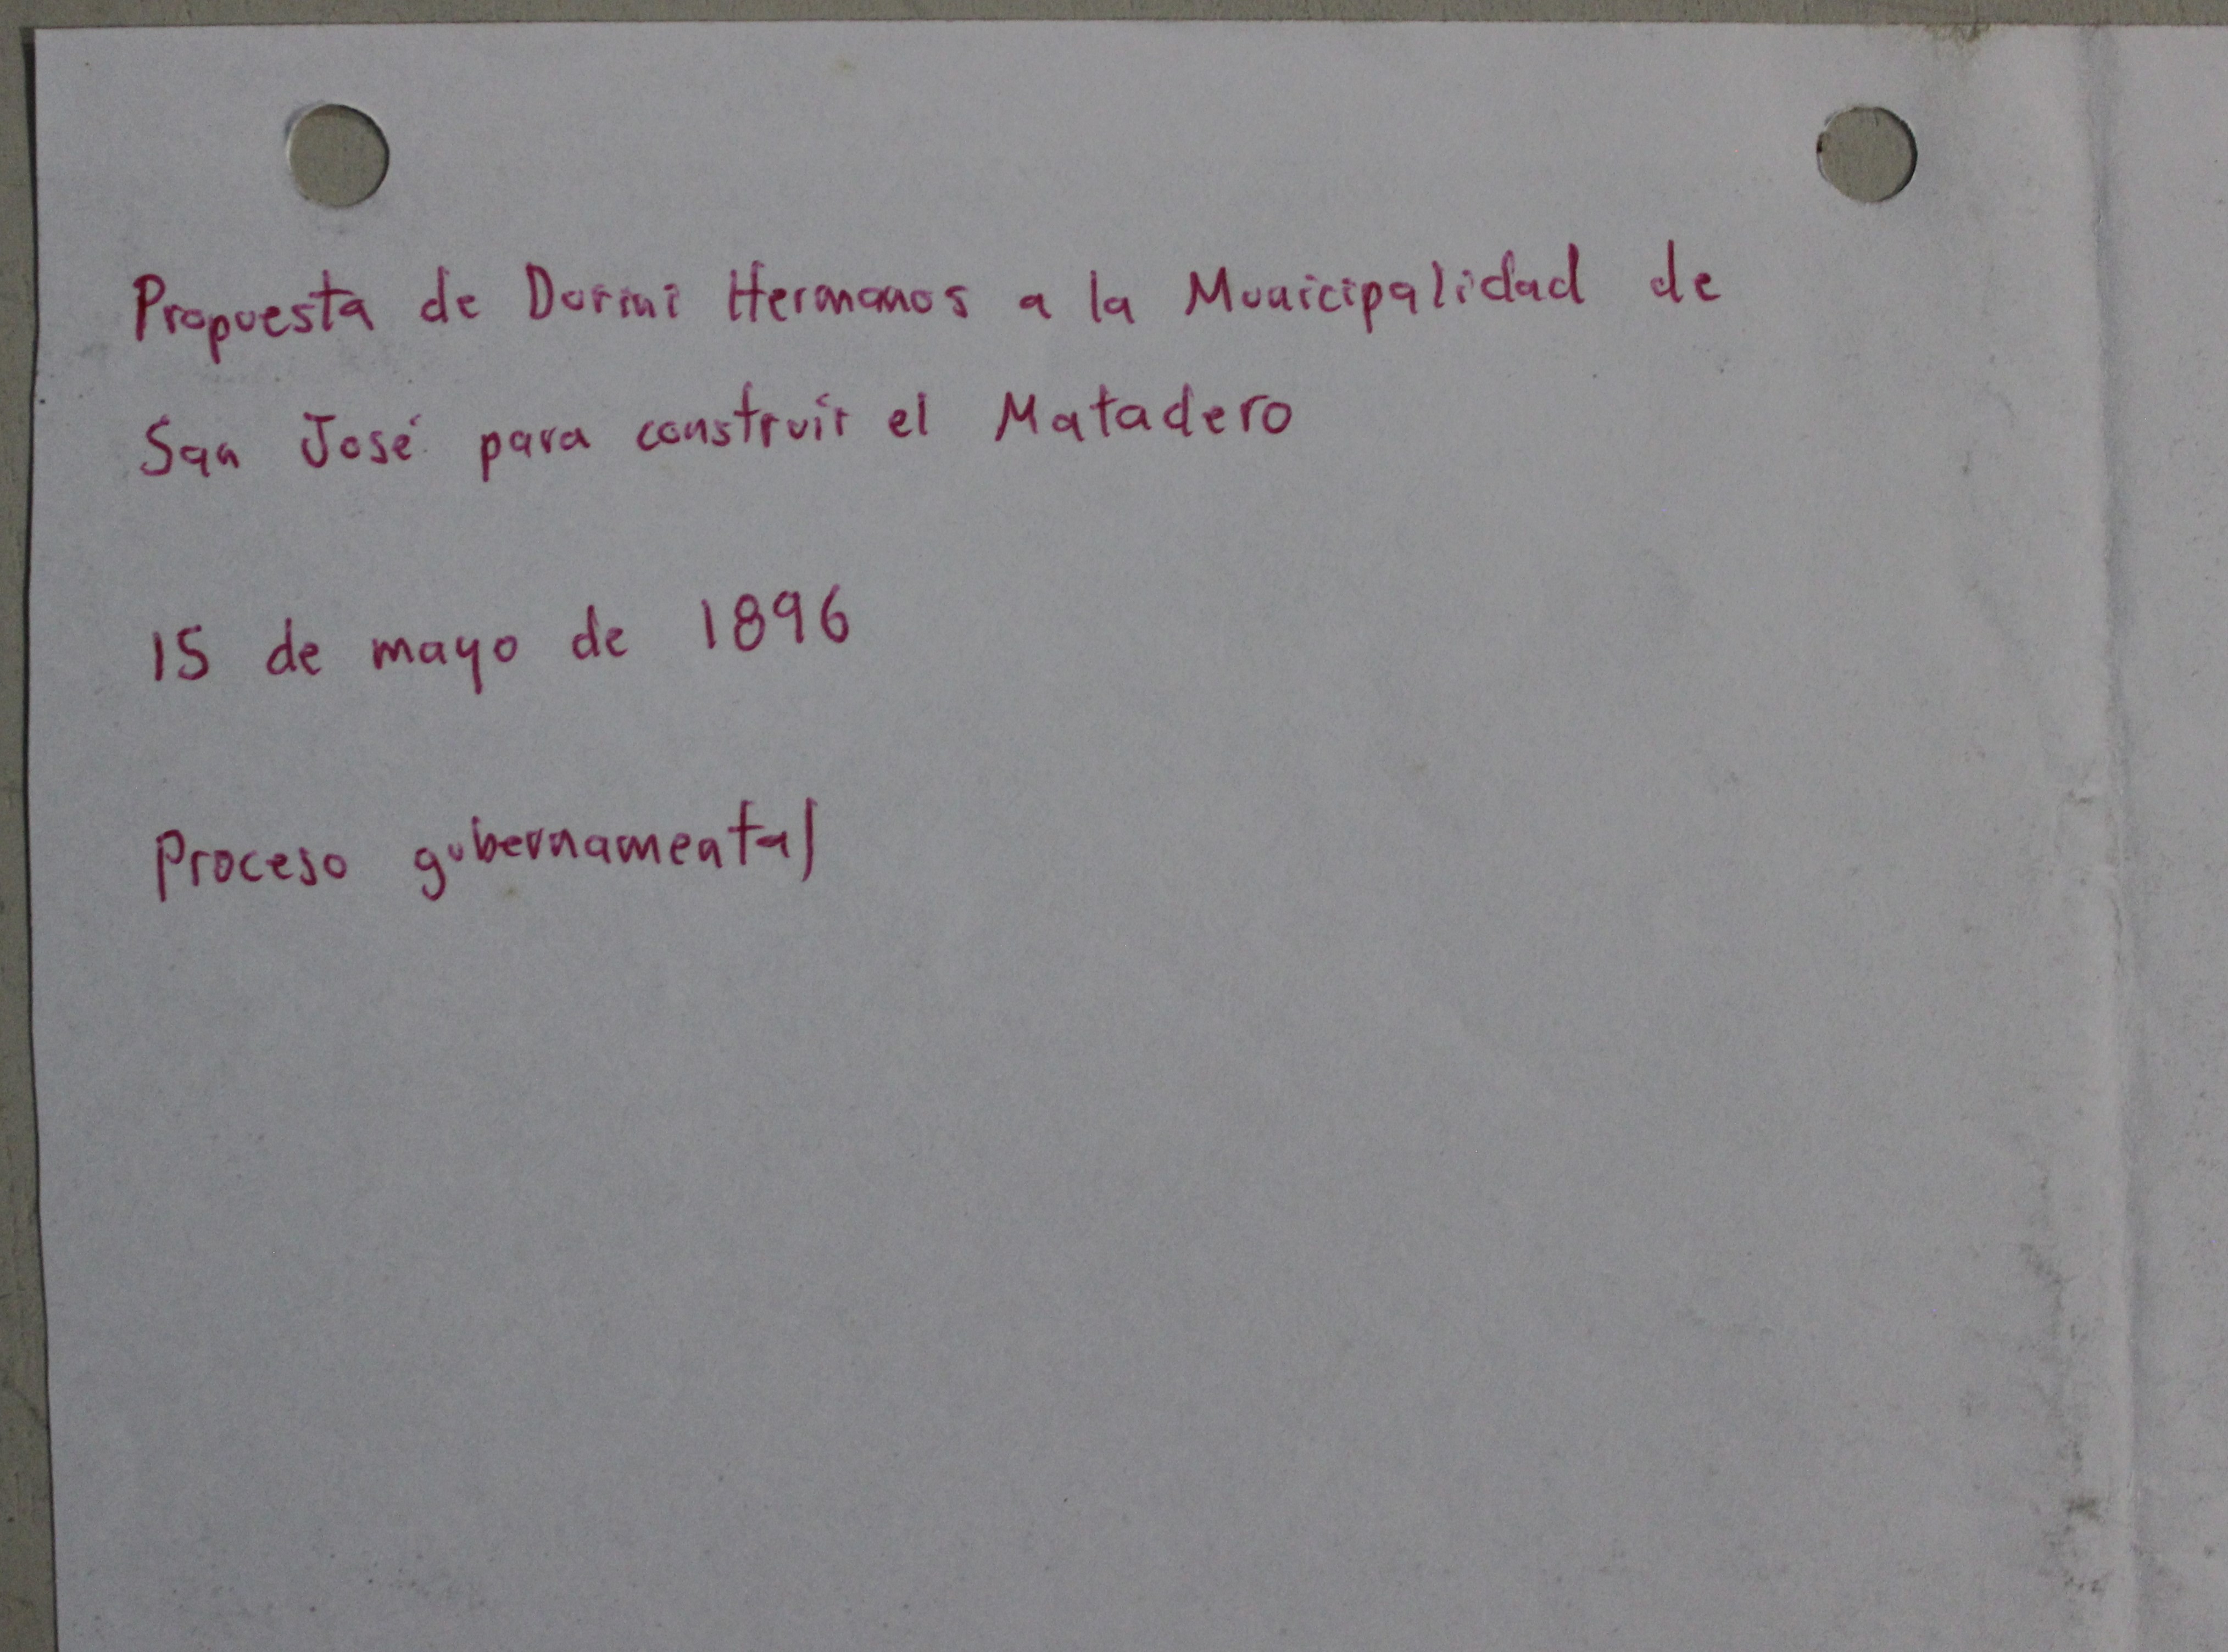 Propuesta de Dorini Hermanos a la Municipalidad de
San José para construir el Matadero
15 de mayo de 1896
Proceso gubernamental